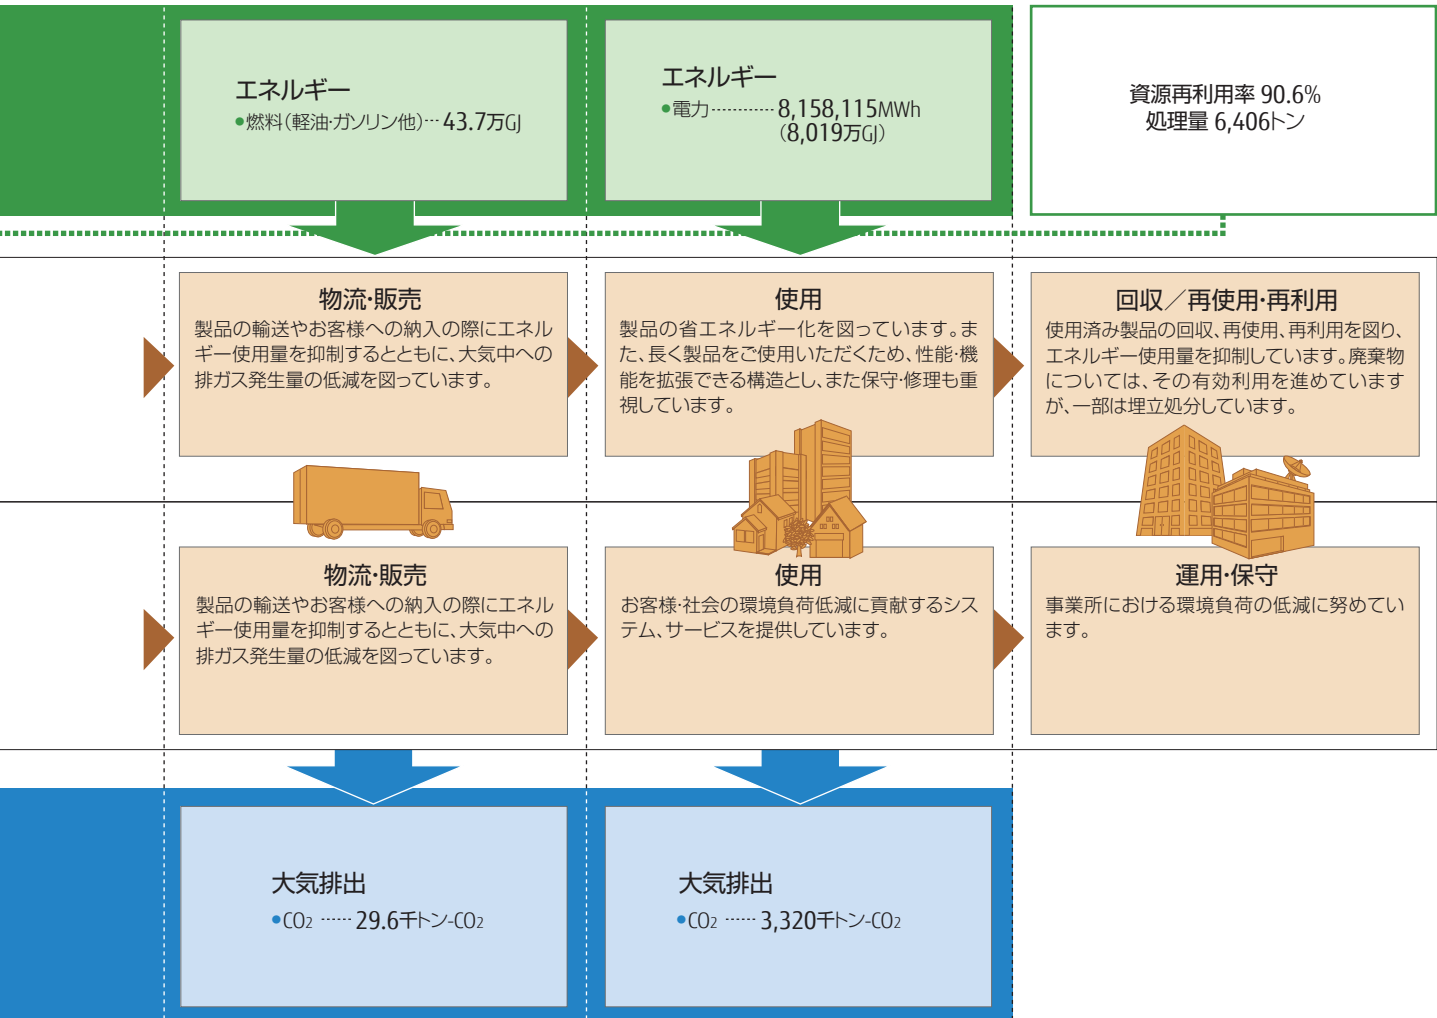 エネルギー
●燃料（軽油・ガソリン他）… 43.7万GJ
エネルギー
●電力………… 8,158,115MWh
（8,019万GJ）
資源再利用率 90.6%
処理量 6,406トン
物流・販売
製品の輸送やお客様への納入の際にエネル
ギー使用量を抑制するとともに、大気中への
排ガス発生量の低減を図っています。
使用
製品の省エネルギー化を図っています。ま
た、長く製品をご使用いただくため、性能・機
能を拡張できる構造とし、また保守・修理も重
視しています。
回収／再使用・再利用
使用済み製品の回収、再使用、再利用を図り、
エネルギー使用量を抑制しています。廃棄物
については、その有効利用を進めています
が、一部は埋立処分しています。
物流・販売
製品の輸送やお客様への納入の際にエネル
ギー使用量を抑制するとともに、大気中への
排ガス発生量の低減を図っています。
使用
お客様・社会の環境負荷低減に貢献するシス
テム、サービスを提供しています。
運用・保守
事業所における環境負荷の低減に努めてい
ます。
大気排出
●CO2 …… 29.6千トン-CO2
大気排出
●CO2 …… 3,320千トン-CO2